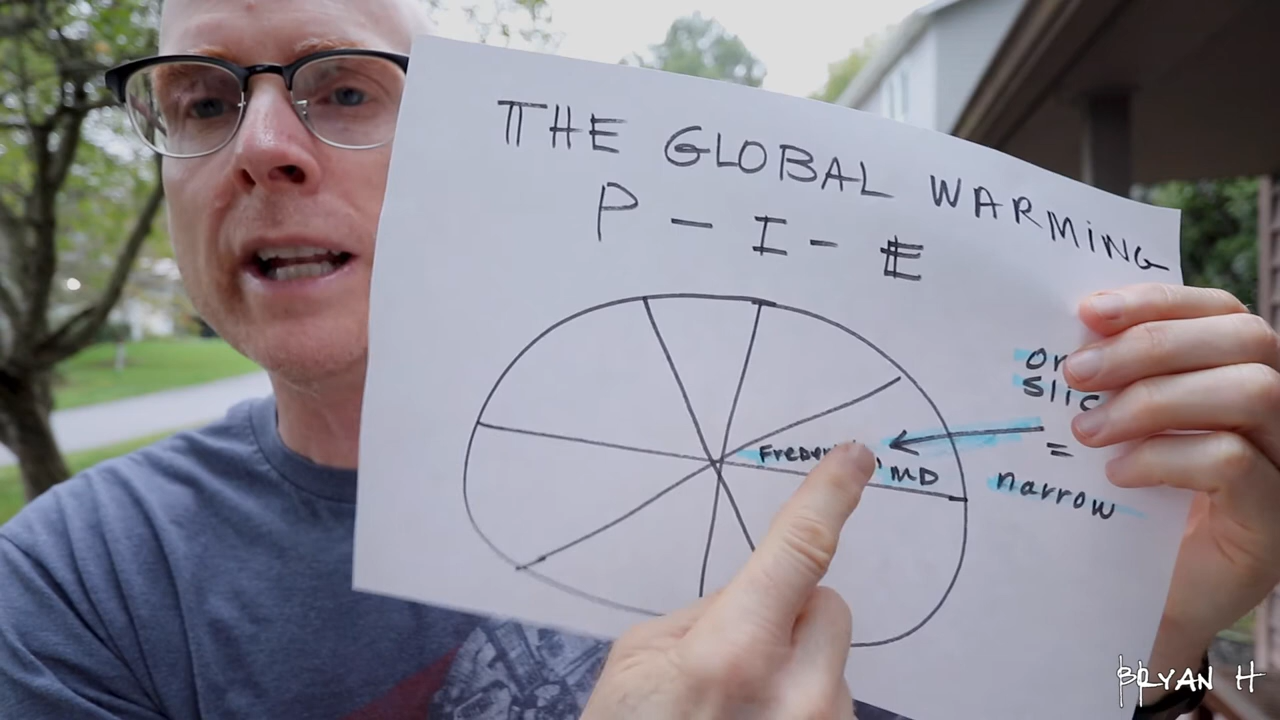 THE GLOBAL WARMING
P - I - E
MD
=
narrow
BRYAN H